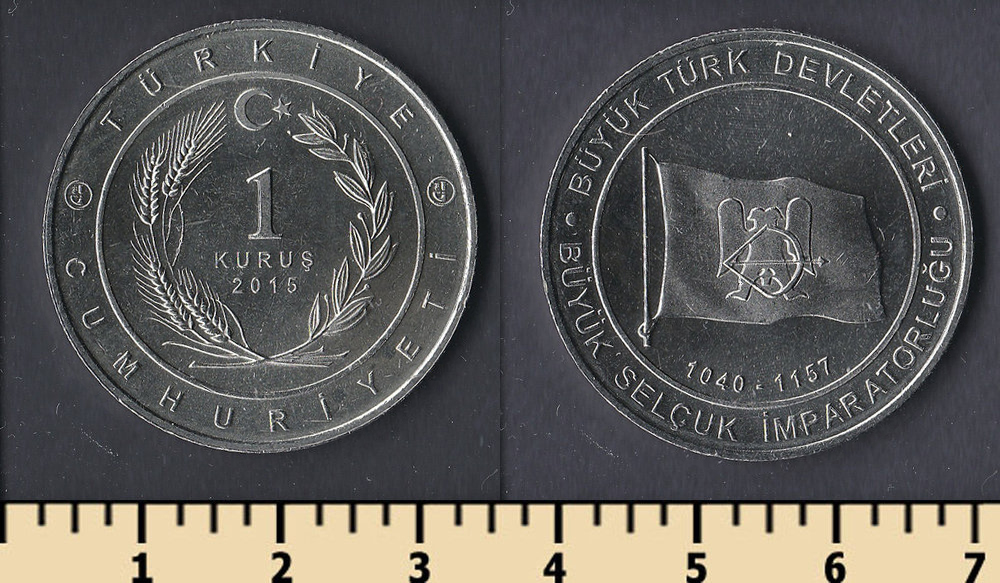 TÜRKİYE
CUMHURİYETİ
1
KURUŞ
2015
BÜYÜK TÜRK DEVLETLERİ
BÜYÜK SELÇUK İMPARATORLUĞU
1040 - 1157
1 2 3 4 5 6 7